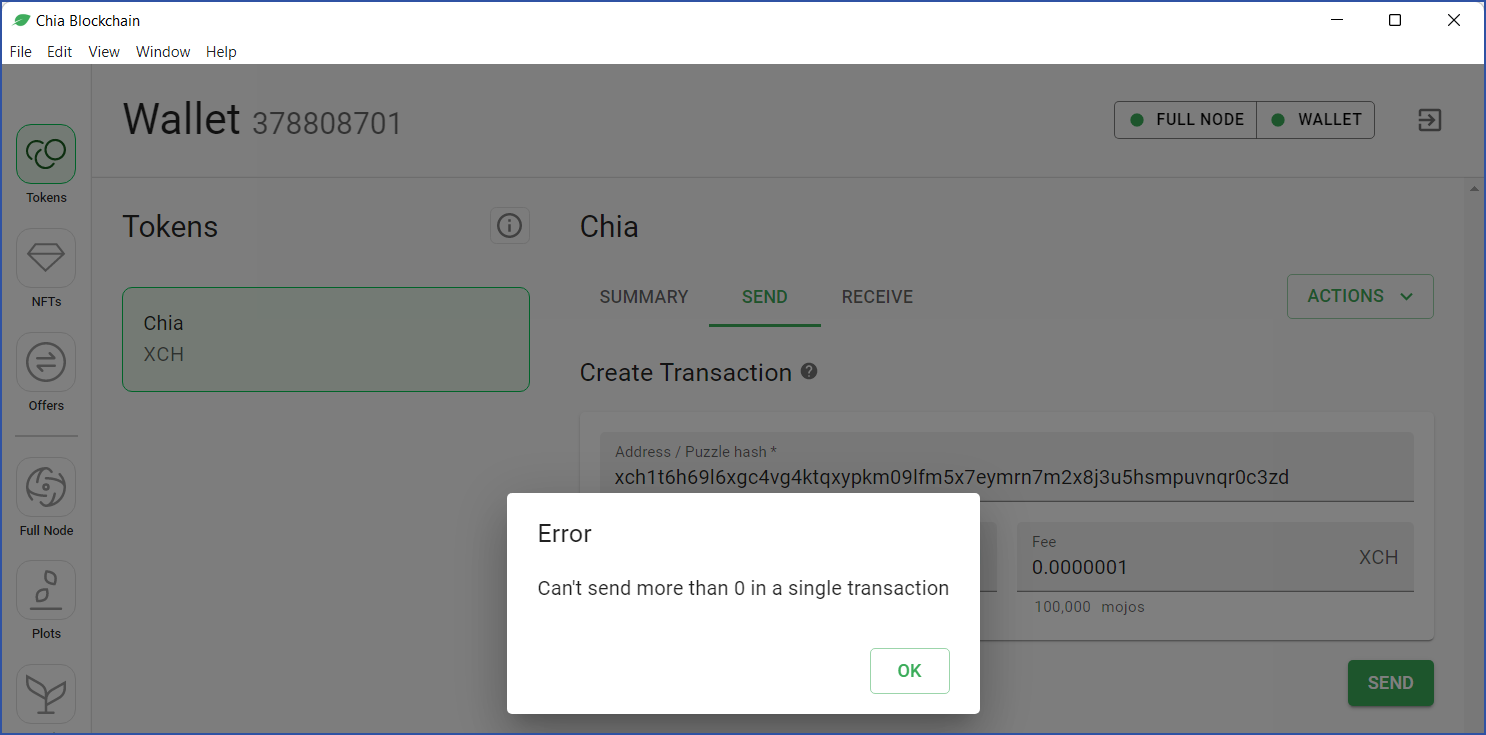 Chia Blockchain
File Edit View Window Help
Wallet 378808701
FULL NODE WALLET
Tokens
NFTs
Offers
Full Node
Plots
Tokens
Chia
XCH
Chia
SUMMARY SEND RECEIVE
ACTIONS
Create Transaction
Address / Puzzle hash *
xch1t6h69l6xgc4vg4ktqxypkm09lfm5x7eymrn7m2x8j3u5hsmpuvnqr0c3zd
Fee
0.0000001 XCH
100,000 mojos
SEND
Error
Can't send more than 0 in a single transaction
OK